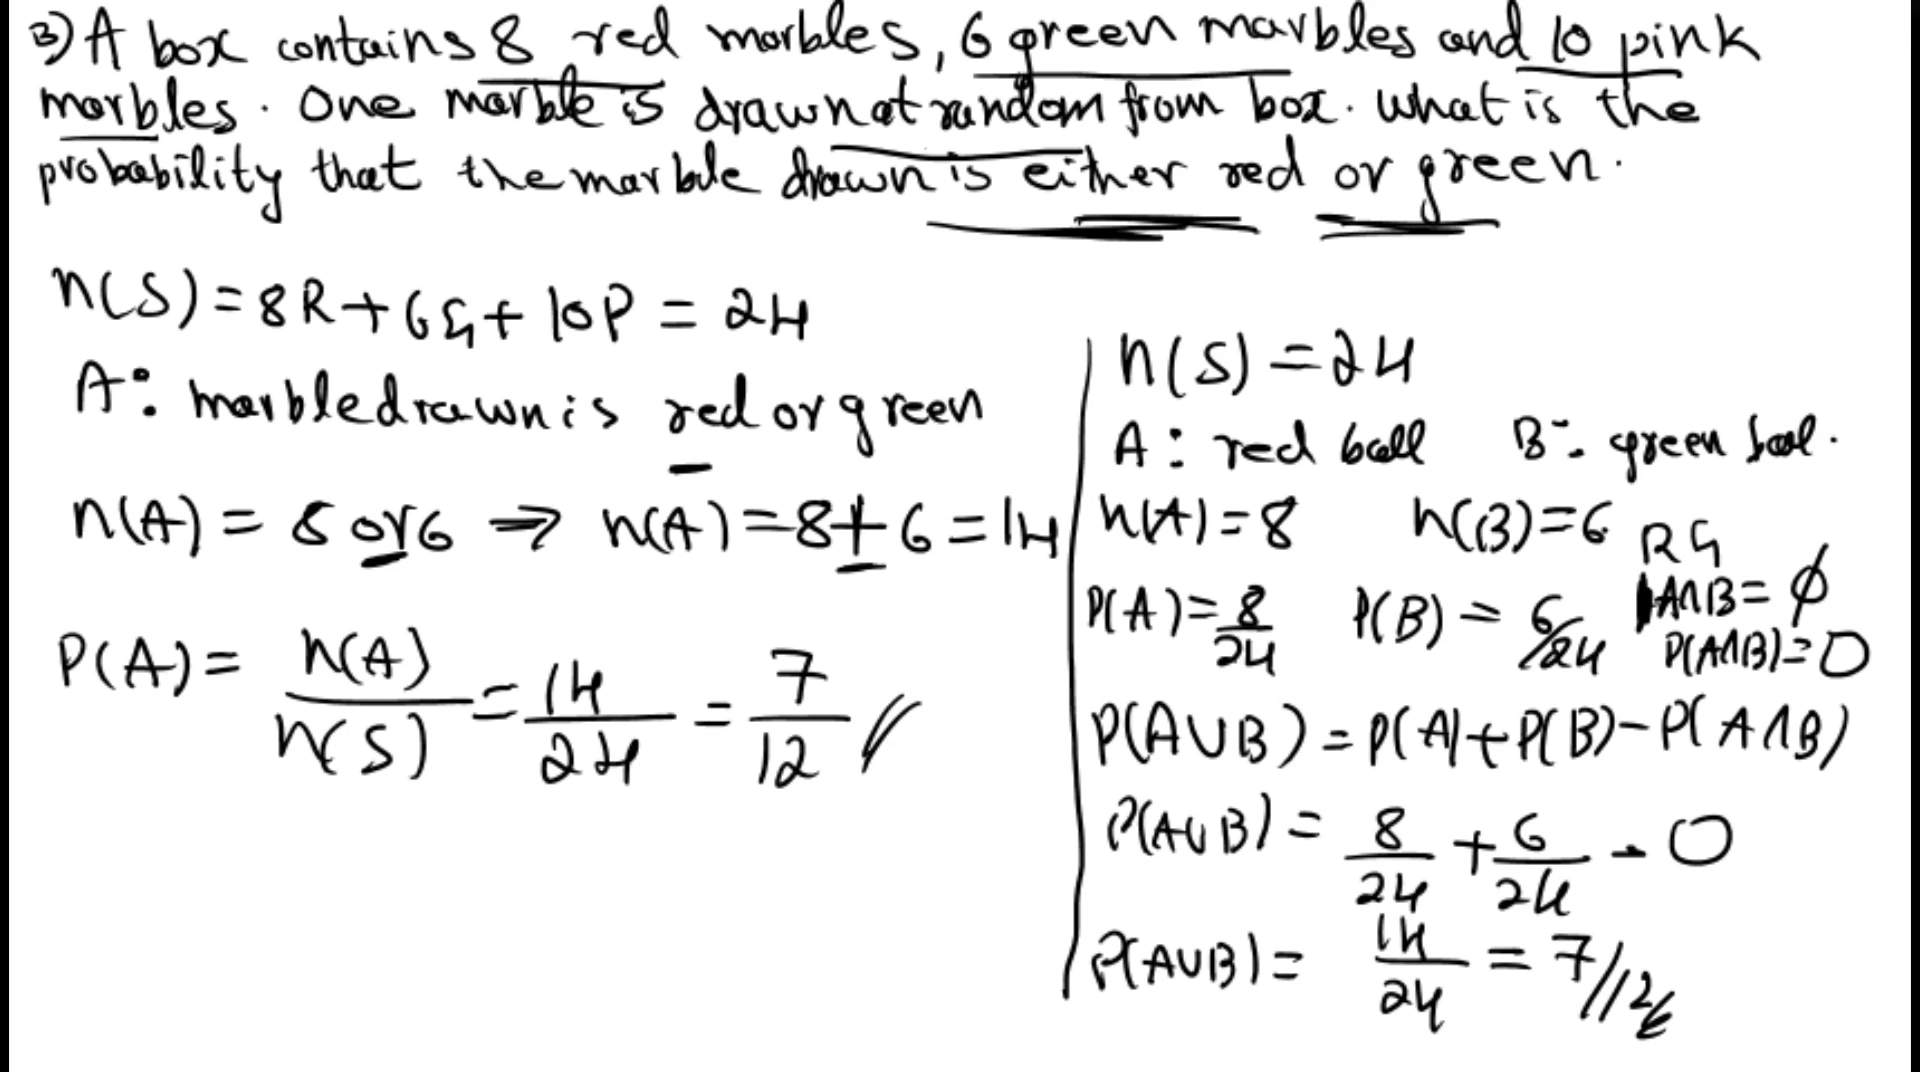 3) A box contains 8 red marbles, 6 green marbles and 10 pink
marbles. One marble is drawn at random from box. What is the
probability that the marble drawn is either red or green.
n(S) = 8R + 6G + 10P = 24
A: marble drawn is red or green
n(A) = 8 or 6 ⇒ n(A) = 8 + 6 = 14
P(A) = n(A)/n(S) = 14/24 = 7/12
n(S) = 24
A: red ball B: green ball.
n(A) = 8 n(B) = 6 RG
P(A) = 8/24 P(B) = 6/24 A∩B = ϕ
P(A∩B) = 0
P(A∪B) = P(A) + P(B) - P(A∩B)
P(A∪B) = 8/24 + 6/24 - 0
P(A∪B) = 14/24 = 7/12